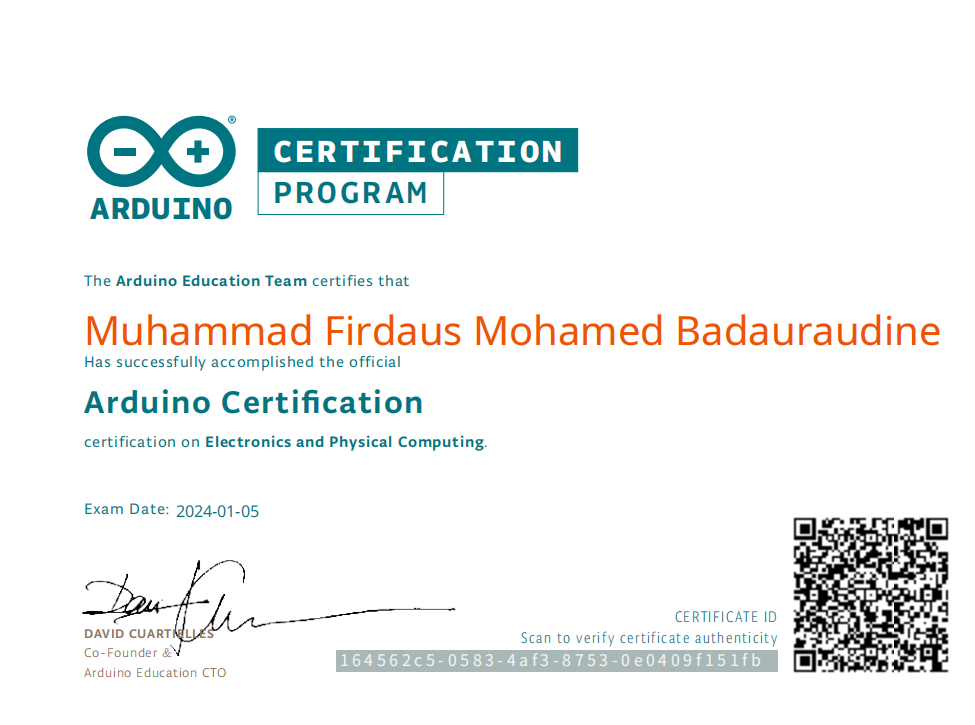 ARDUINO
®
CERTIFICATION
PROGRAM
The Arduino Education Team certifies that
Muhammad Firdaus Mohamed Badauraudine
Has successfully accomplished the official
Arduino Certification
certification on Electronics and Physical Computing.
Exam Date: 2024-01-05
DAVID CUARTIELLES
Co-Founder &
Arduino Education CTO
CERTIFICATE ID
Scan to verify certificate authenticity
164562c5-0583-4af3-8753-0e0409f151fb